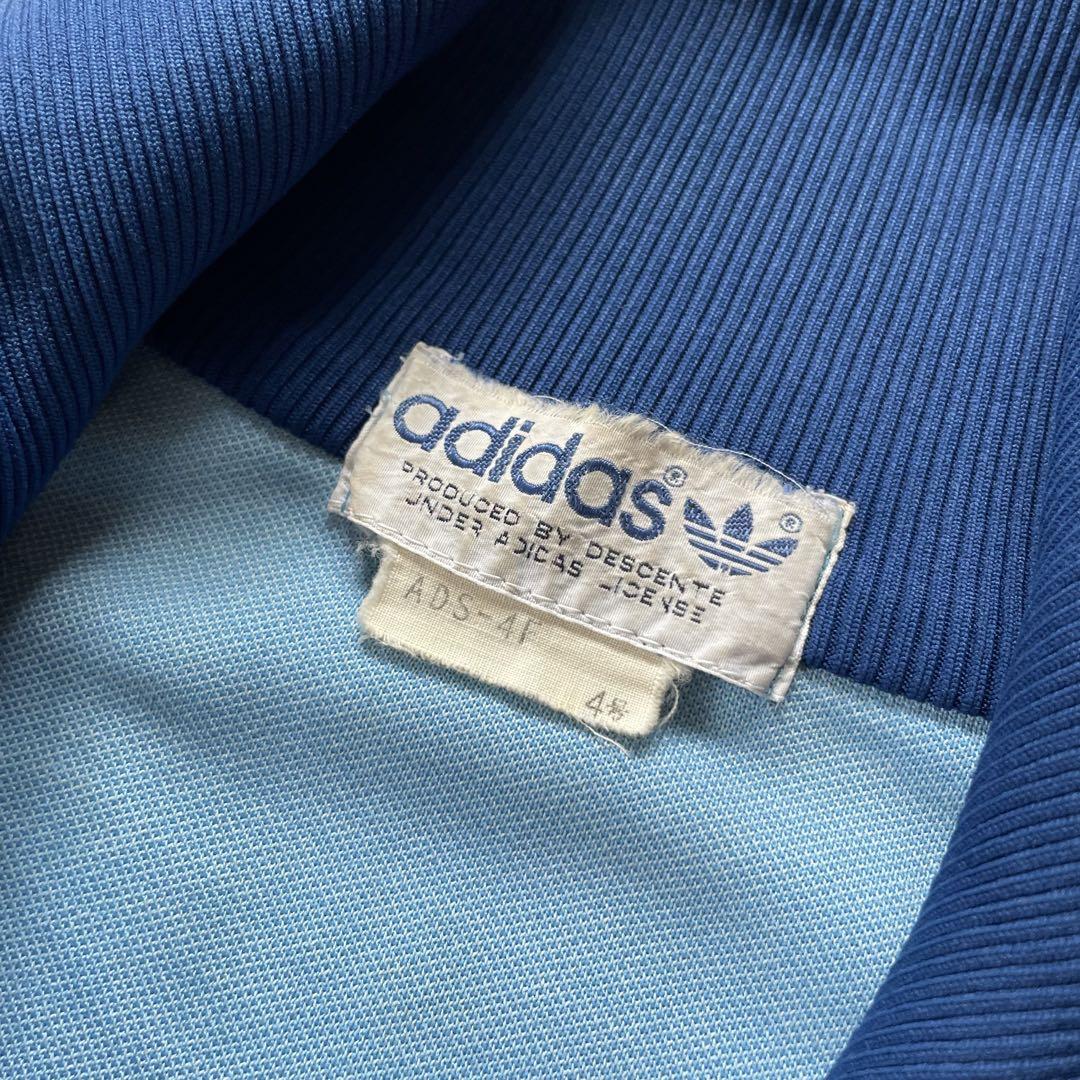 adidas®
®
PRODUCED BY DESCENTE
UNDER ADIDAS LICENSE
ADS-4F
4号